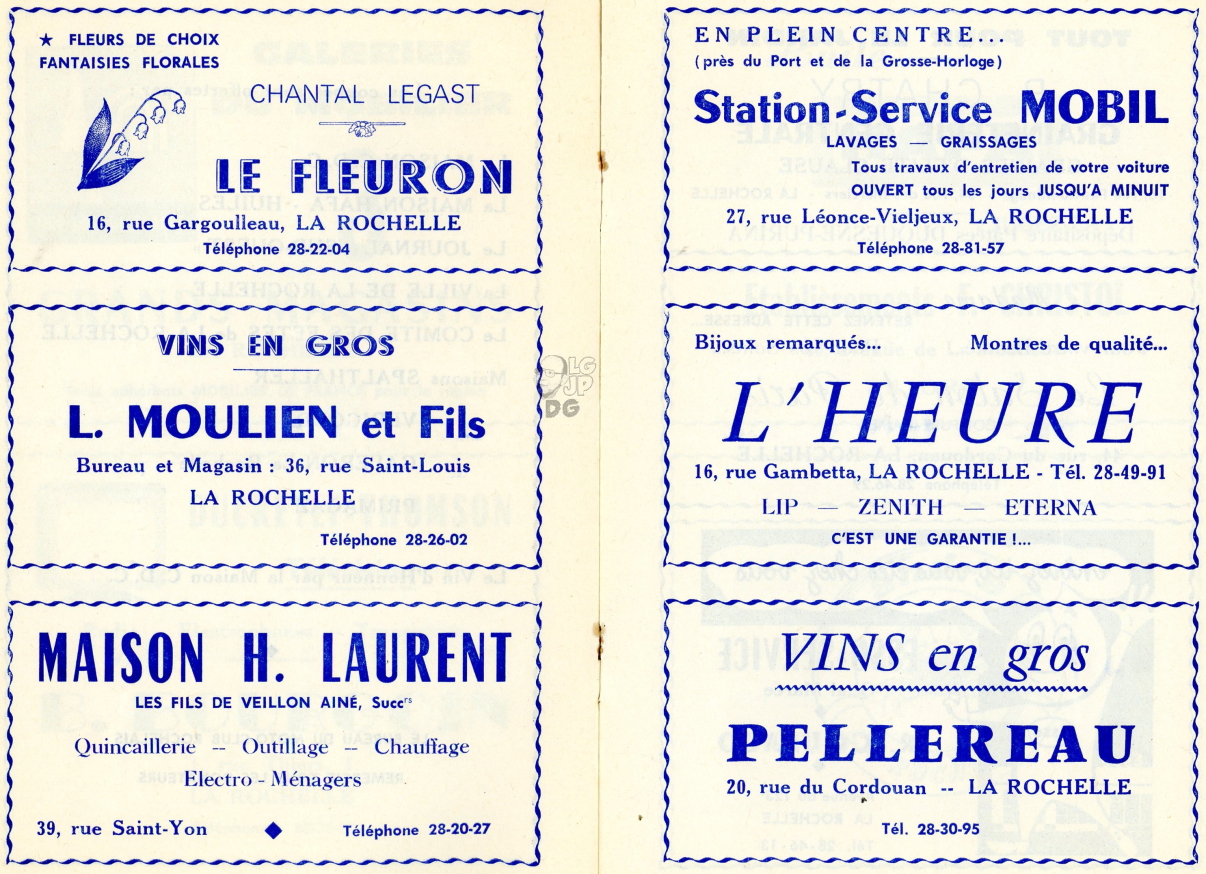 ★ FLEURS DE CHOIX
FANTAISIES FLORALES
CHANTAL LEGAST
LE FLEURON
16, rue Gargoulleau, LA ROCHELLE
Téléphone 28-22-04
VINS EN GROS
L. MOULIEN et Fils
Bureau et Magasin : 36, rue Saint-Louis
LA ROCHELLE
Téléphone 28-26-02
MAISON H. LAURENT
LES FILS DE VEILLON AINÉ, Succrs
Quincaillerie -- Outillage -- Chauffage
Electro-Ménagers
39, rue Saint-Yon ◆ Téléphone 28-20-27
LG
JP
DG
EN PLEIN CENTRE...
(près du Port et de la Grosse-Horloge)
Station-Service MOBIL
LAVAGES — GRAISSAGES
Tous travaux d'entretien de votre voiture
OUVERT tous les jours JUSQU'A MINUIT
27, rue Léonce-Vieljeux, LA ROCHELLE
Téléphone 28-81-57
Bijoux remarqués... Montres de qualité...
L'HEURE
16, rue Gambetta, LA ROCHELLE - Tél. 28-49-91
LIP — ZENITH — ETERNA
C'EST UNE GARANTIE !...
VINS en gros
PELLEREAU
20, rue du Cordouan -- LA ROCHELLE
Tél. 28-30-95